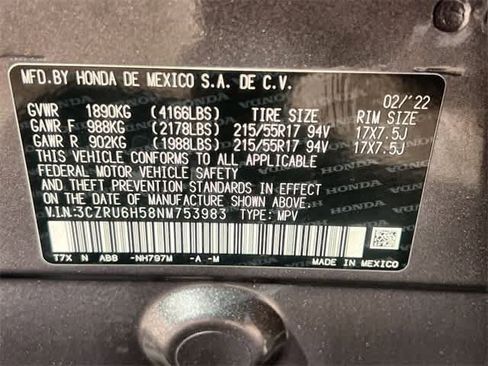 MFD.BY HONDA DE MEXICO S.A. DE C.V.
02/'22
GVWR 1890KG (4166LBS) TIRE SIZE RIM SIZE
GAWR F 988KG (2178LBS) 215/55R17 94V 17X7.5J
GAWR R 902KG (1988LBS) 215/55R17 94V 17X7.5J
THIS VEHICLE CONFORMS TO ALL APPLICABLE
FEDERAL MOTOR VEHICLE SAFETY
AND THEFT PREVENTION STANDARDS IN
EFFECT ON THE DATE OF MANUFACTURE
SHOWN ABOVE.
V.I.N:3CZRU6H58NM753983 TYPE: MPV
T7X N ABB -NH797M -A -M
MADE IN MEXICO